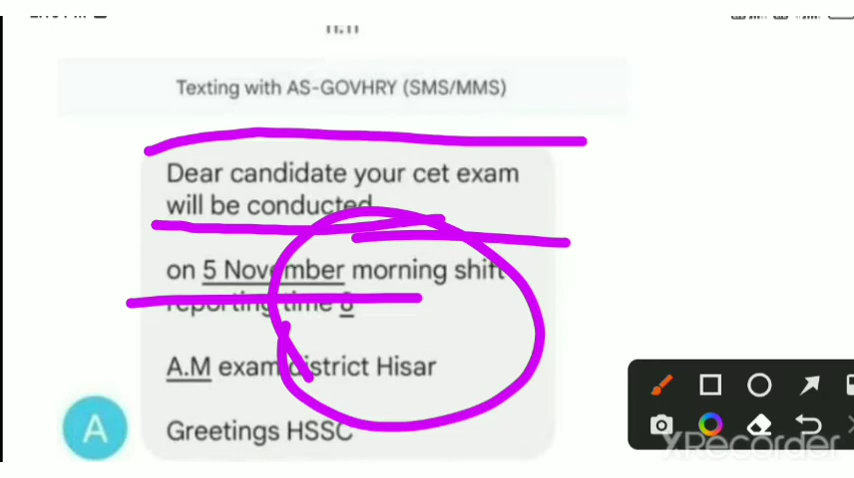 Texting with AS-GOVHRY (SMS/MMS)
Dear candidate your cet exam
will be conducted
on 5 November morning shift
reporting time 8
A.M exam district Hisar
A
Greetings HSSC
XRecorder